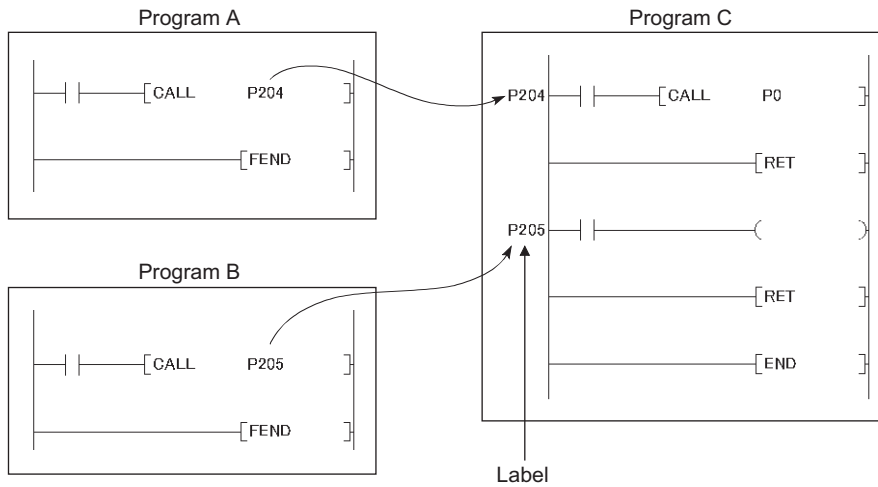 Program A
[CALL P204 ]
[FEND ]
Program B
[CALL P205 ]
[FEND ]
Program C
P204 [CALL P0 ]
[RET ]
P205 ( )
[RET ]
[END ]
Label